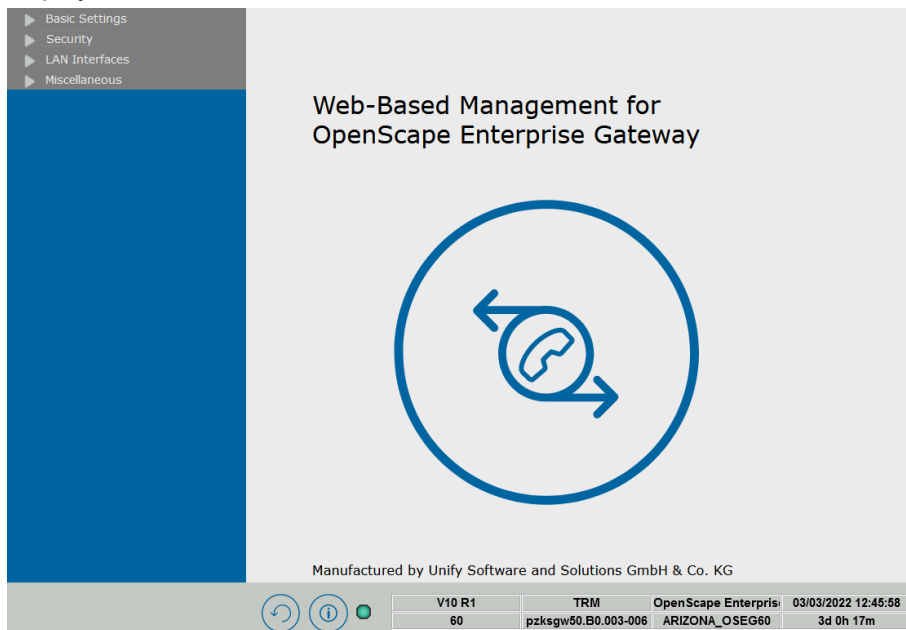 Basic Settings
Security
LAN Interfaces
Miscellaneous
Web-Based Management for
OpenScape Enterprise Gateway
Manufactured by Unify Software and Solutions GmbH & Co. KG
V10 R1 TRM OpenScape Enterpris 03/03/2022 12:45:58
60 pzksgw50.B0.003-006 ARIZONA_OSEG60 3d 0h 17m